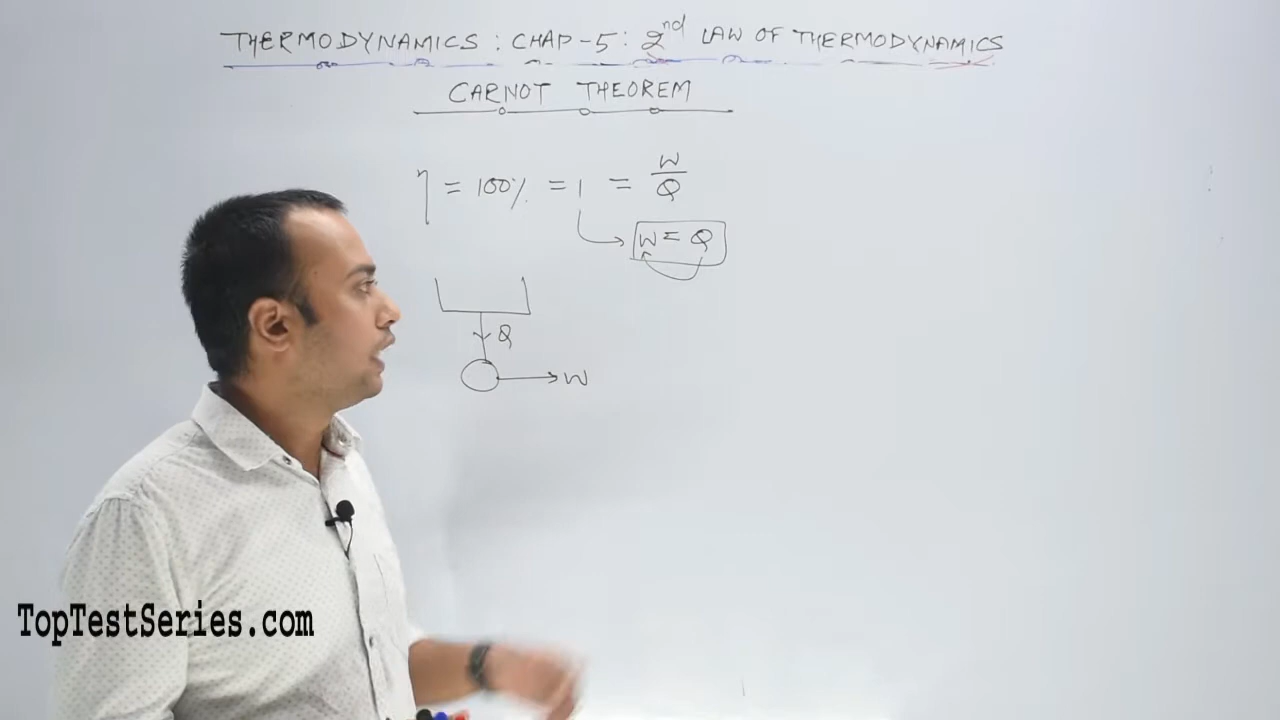 THERMODYNAMICS : CHAP-5 : 2nd LAW OF THERMODYNAMICS
CARNOT THEOREM
η = 100% = 1 = W/Q
W = Q
Q
W
TopTestSeries.com